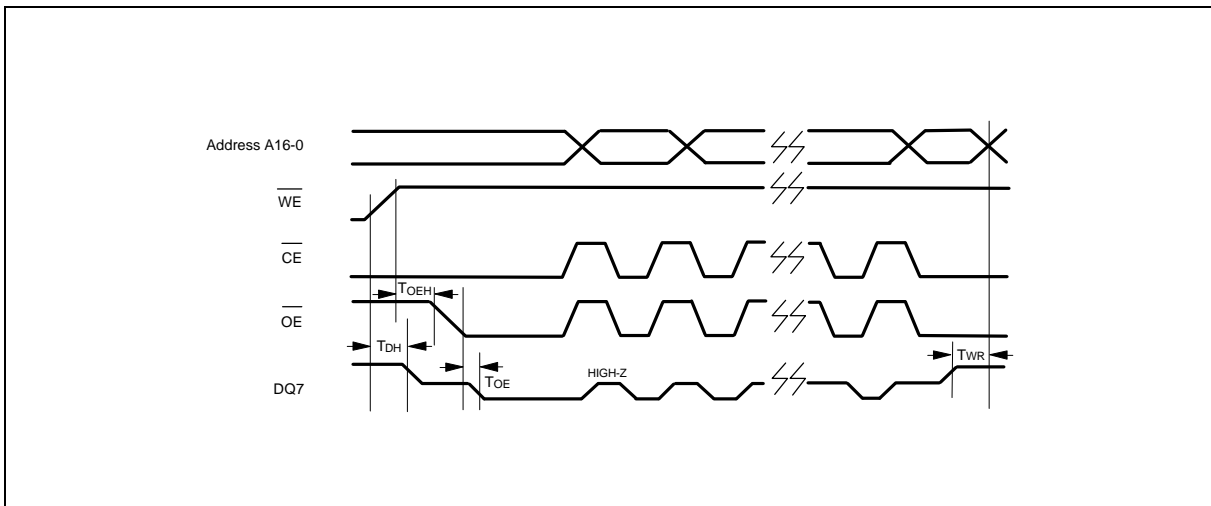 Address A16-0
WE
CE
TOEH
OE
TDH
TWR
TOE
HIGH-Z
DQ7